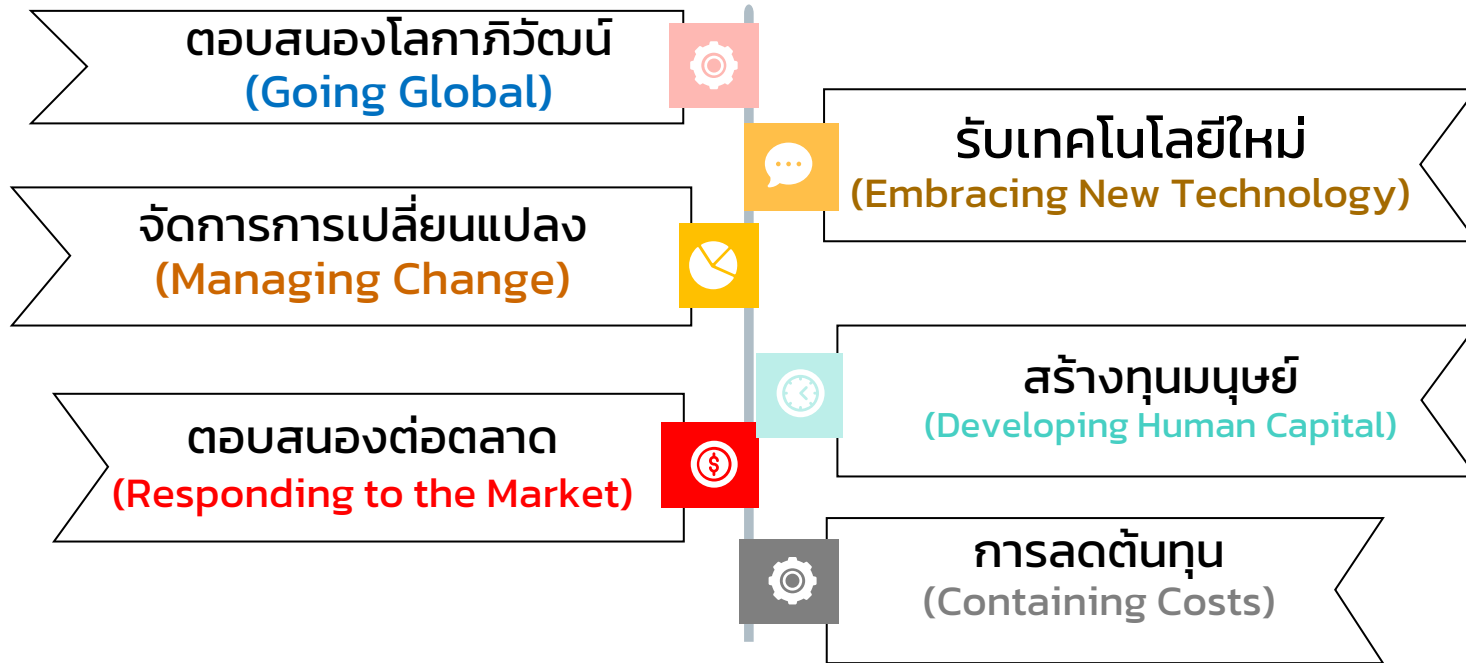 ตอบสนองโลกาภิวัฒน์
(Going Global)
รับเทคโนโลยีใหม่
(Embracing New Technology)
จัดการการเปลี่ยนแปลง
(Managing Change)
สร้างทุนมนุษย์
(Developing Human Capital)
ตอบสนองต่อตลาด
(Responding to the Market)
การลดต้นทุน
(Containing Costs)